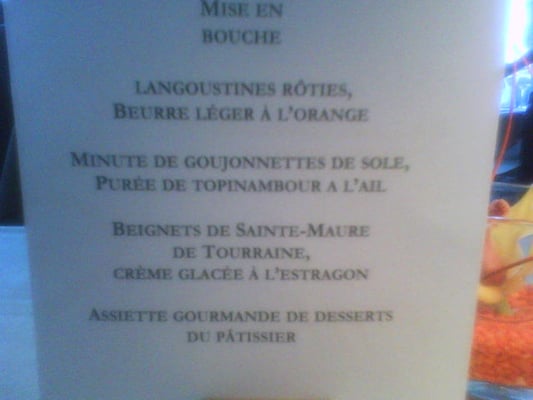 MISE EN
BOUCHE
LANGOUSTINES RÔTIES,
BEURRE LÉGER À L'ORANGE
MINUTE DE GOUJONNETTES DE SOLE,
PURÉE DE TOPINAMBOUR A L'AIL
BEIGNETS DE SAINTE-MAURE
DE TOURRAINE,
CRÈME GLACÉE À L'ESTRAGON
ASSIETTE GOURMANDE DE DESSERTS
DU PÂTISSIER